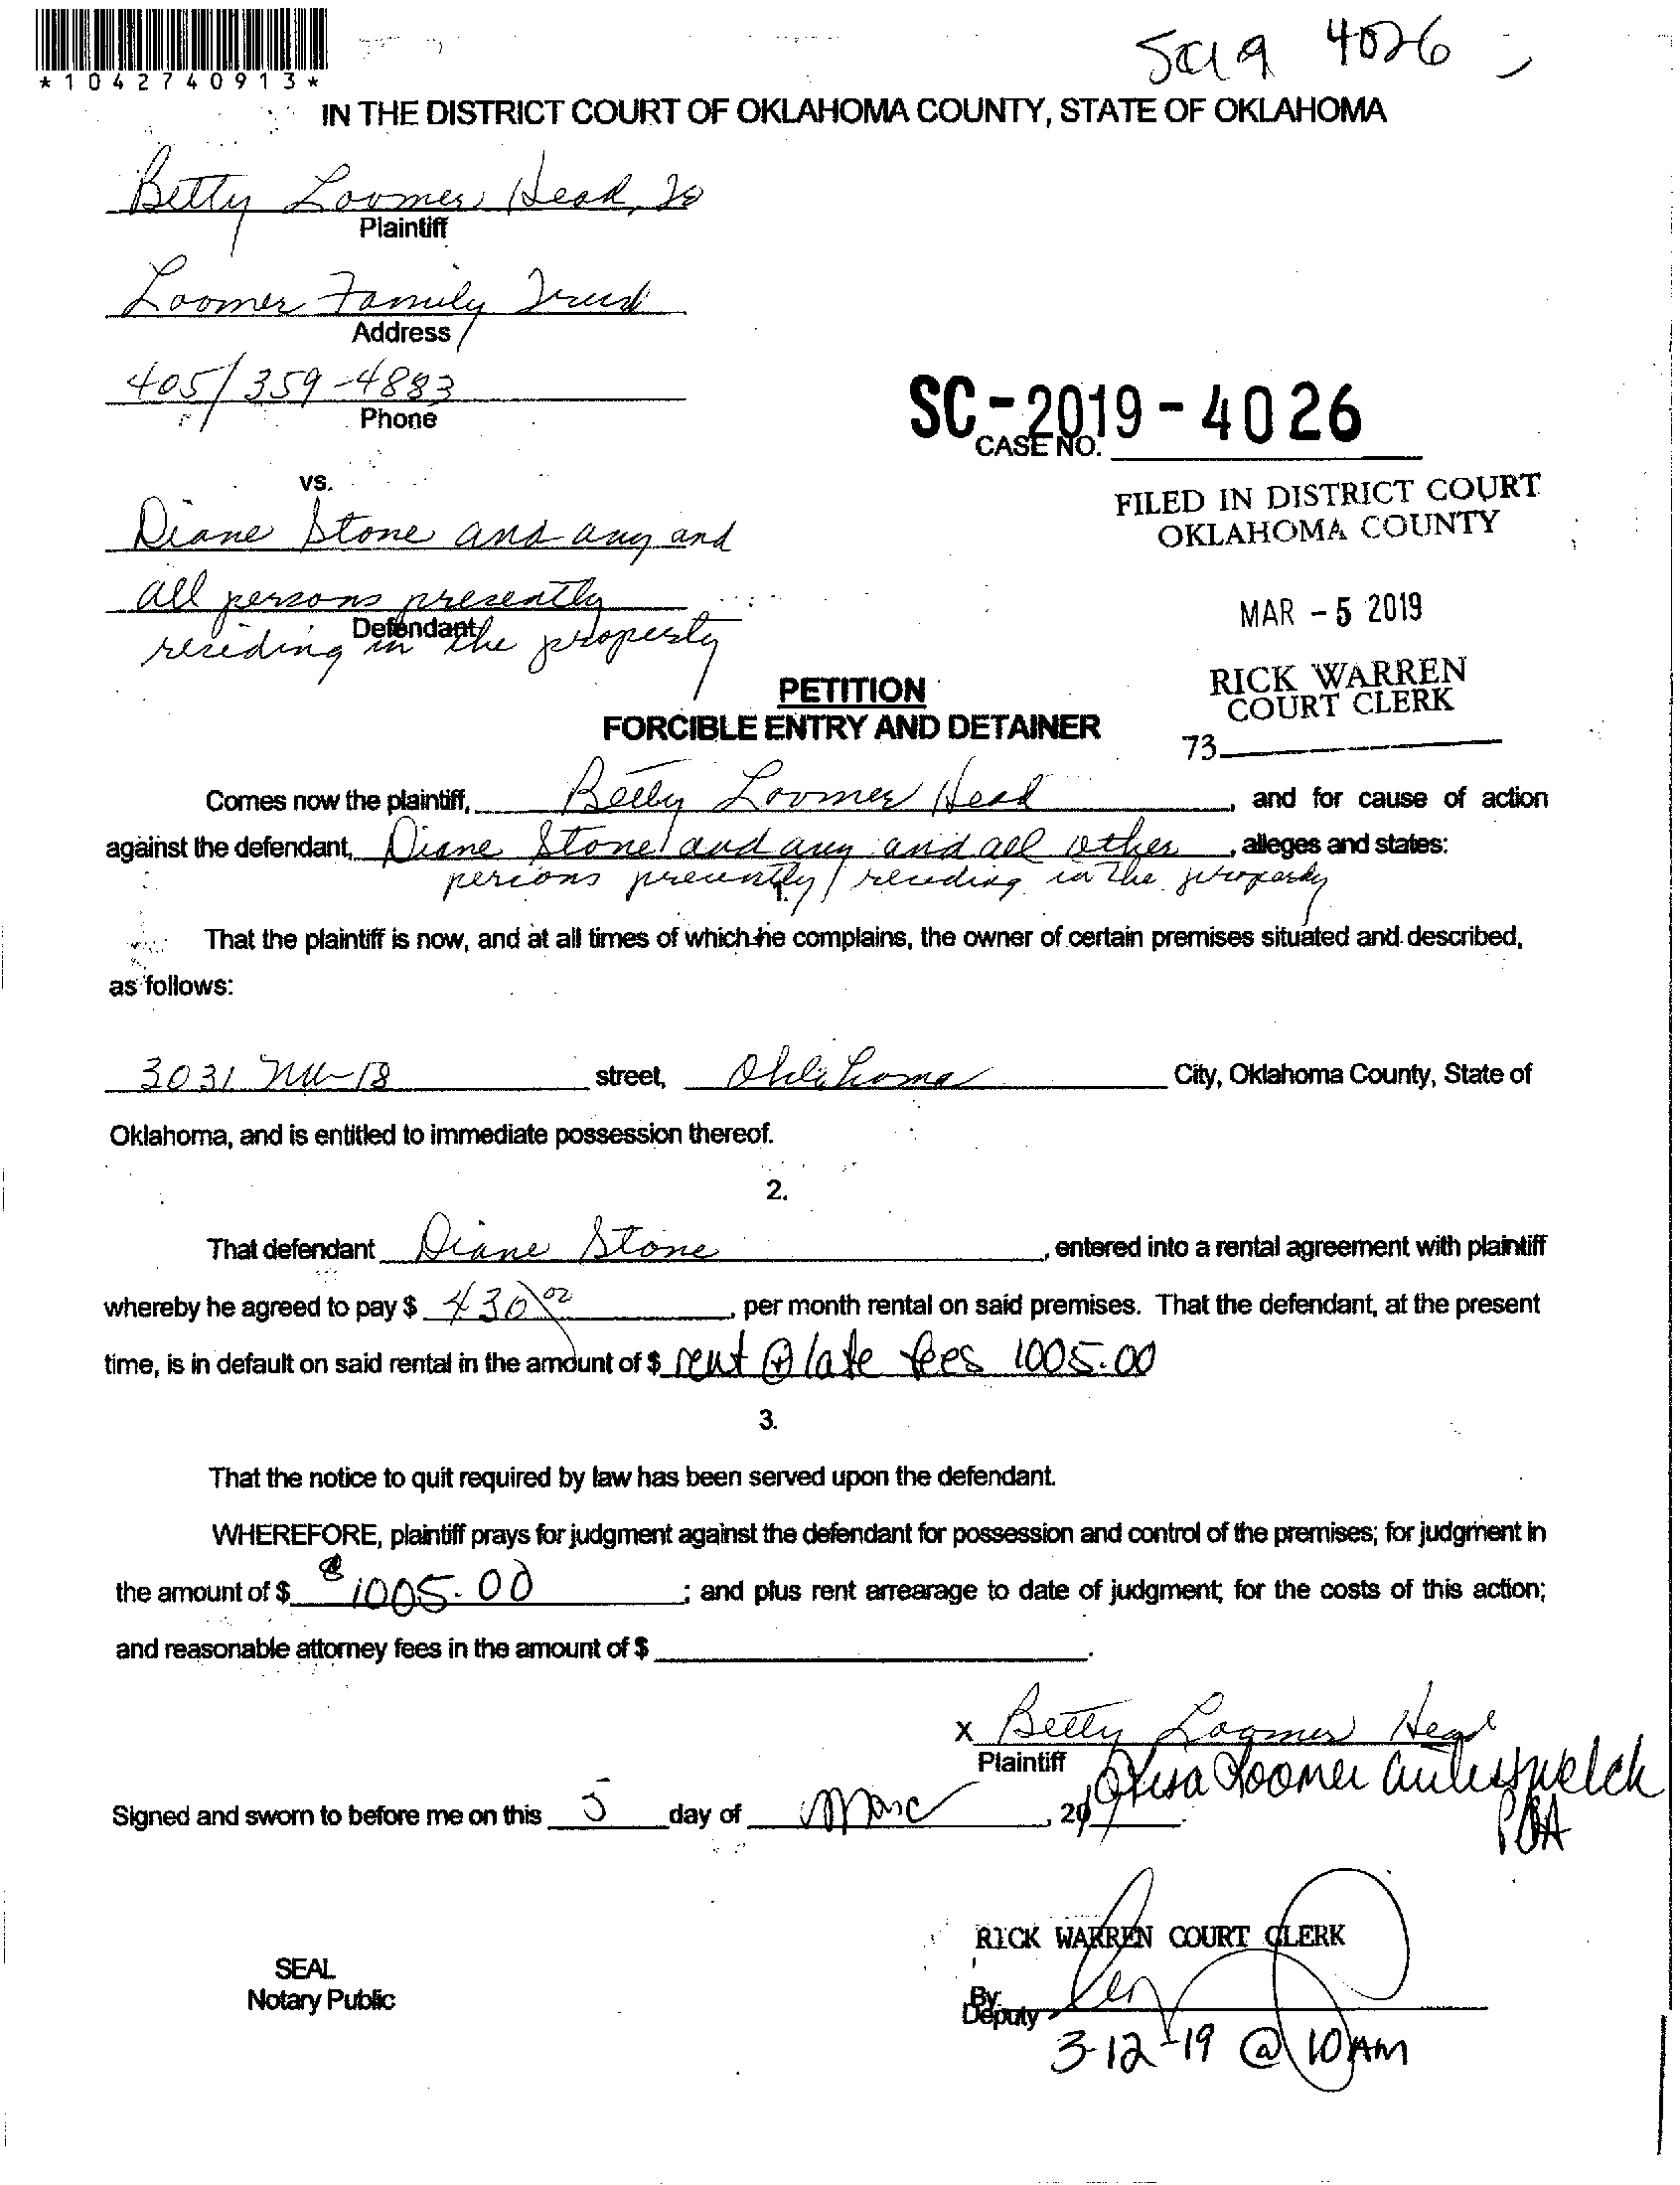 *1042740913*
SC19 4026
IN THE DISTRICT COURT OF OKLAHOMA COUNTY, STATE OF OKLAHOMA
Betty Loomer Head,
Plaintiff
Loomer Family Trust
Address
405/359-4883
Phone
SC-2019-4026
CASE NO.
vs.
FILED IN DISTRICT COURT
OKLAHOMA COUNTY
Diane Stone and any and
all persons presently
Defendant
residing in the property
MAR - 5 2019
RICK WARREN
COURT CLERK
73
PETITION
FORCIBLE ENTRY AND DETAINER
Comes now the plaintiff, Betty Loomer Head, and for cause of action
against the defendant, Diane Stone and any and all other, alleges and states:
persons presently residing in the property
1.
That the plaintiff is now, and at all times of which he complains, the owner of certain premises situated and described,
as follows:
3031 NW 18 street, Oklahoma City, Oklahoma County, State of
Oklahoma, and is entitled to immediate possession thereof.
2.
That defendant Diane Stone, entered into a rental agreement with plaintiff
whereby he agreed to pay $ 430, per month rental on said premises. That the defendant, at the present
time, is in default on said rental in the amount of $ rent + late fees 1005.00
3.
That the notice to quit required by law has been served upon the defendant.
WHEREFORE, plaintiff prays for judgment against the defendant for possession and control of the premises; for judgment in
the amount of $ $1005.00; and plus rent arrearage to date of judgment; for the costs of this action;
and reasonable attorney fees in the amount of $ .
X Betty Loomer Head
Plaintiff
Lisa Loomer
POA
Signed and sworn to before me on this 5 day of Marc, 20
RICK WARREN COURT CLERK
SEAL
Notary Public
By:
Deputy
3-12-19 @ 10 AM